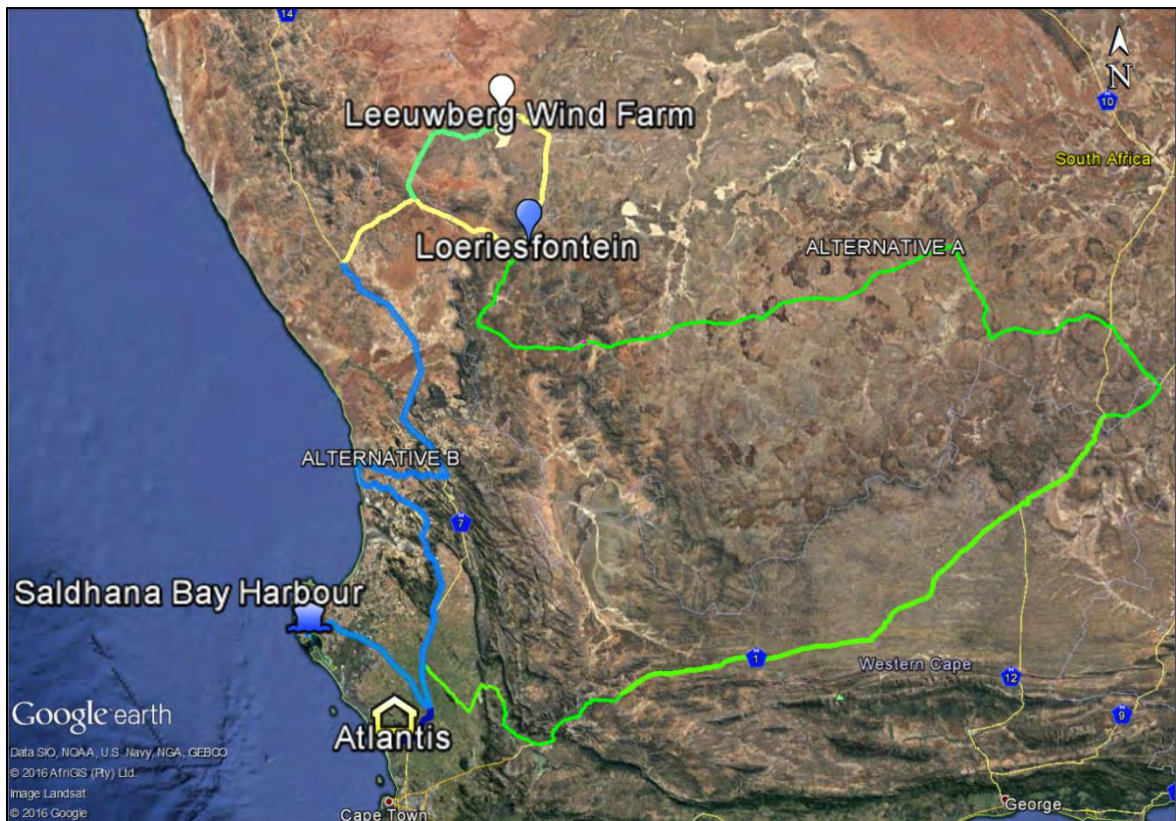 14
N
10
Leeuwberg Wind Farm
South Africa
Loeriesfontein
ALTERNATIVE A
ALTERNATIVE B
N
7
Saldhana Bay Harbour
N
1
Western Cape
N
12
N
9
Google earth
Atlantis
Data SIO, NOAA, U.S. Navy, NGA, GEBCO
© 2016 AfriGIS (Pty) Ltd.
Image Landsat
© 2016 Google
Cape Town
George